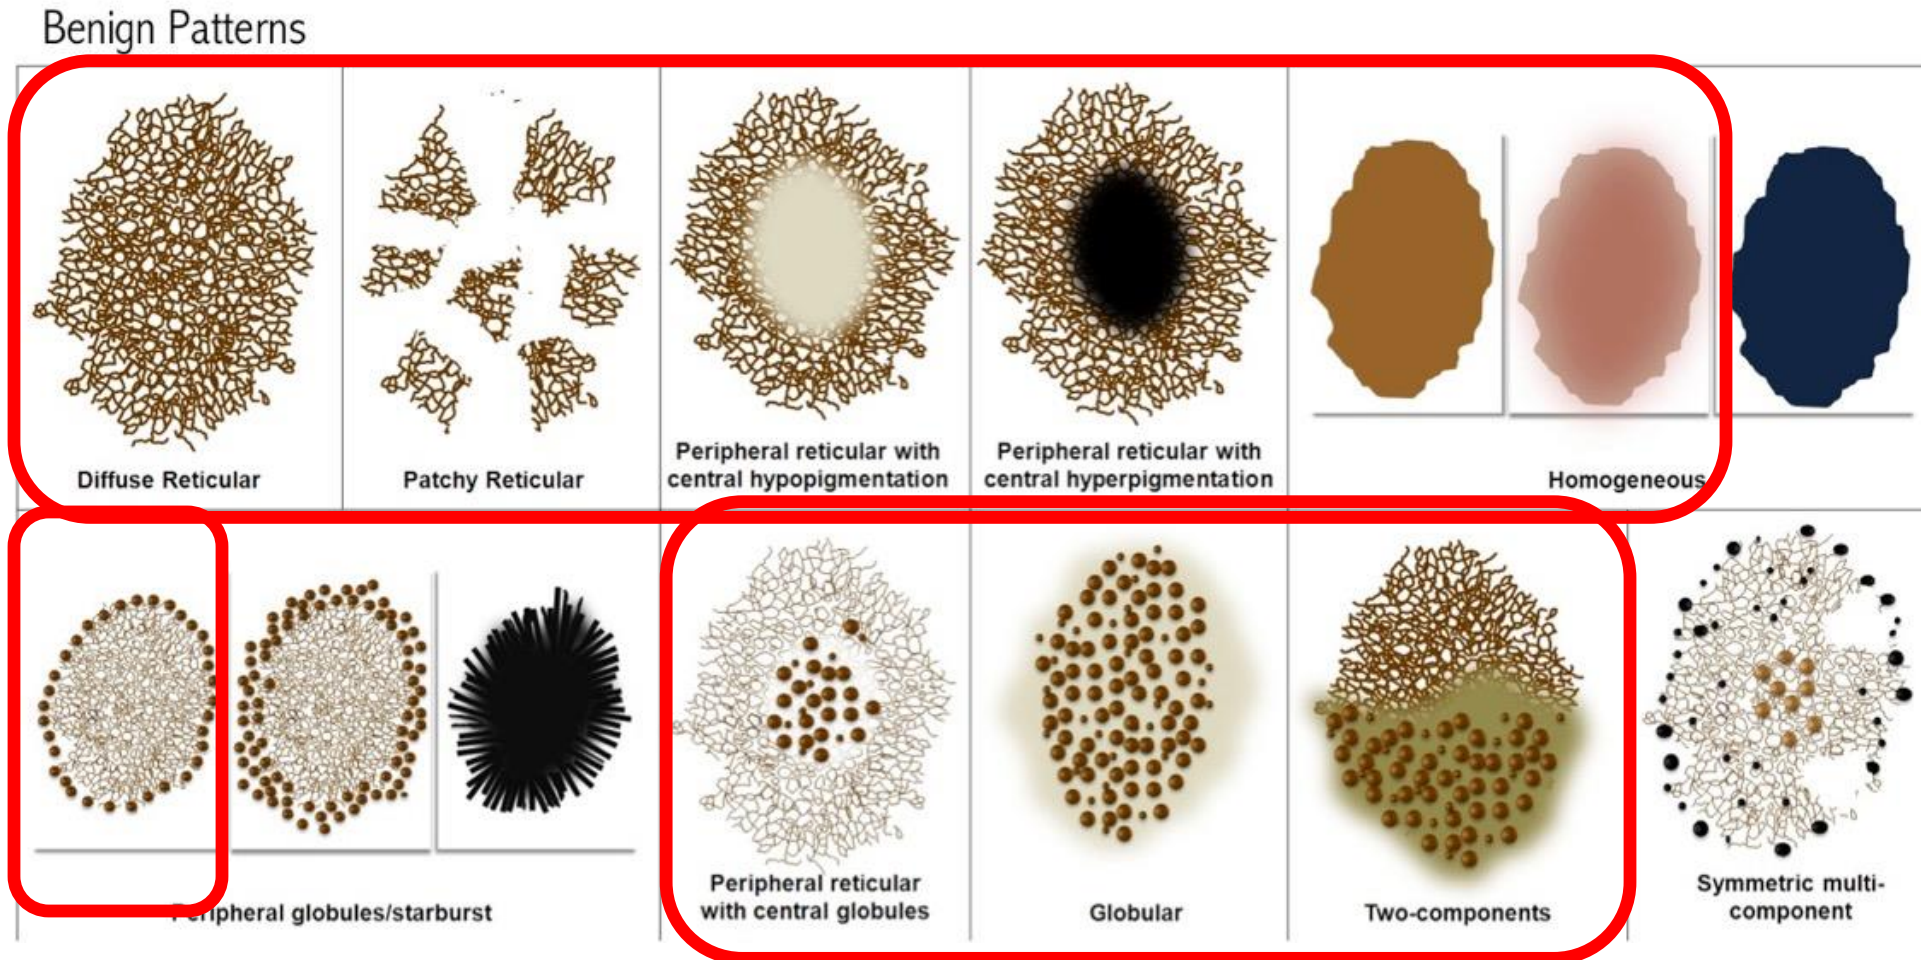 Benign Patterns
Diffuse Reticular
Patchy Reticular
Peripheral reticular with
central hypopigmentation
Peripheral reticular with
central hyperpigmentation
Homogeneous
Peripheral globules/starburst
Peripheral reticular
with central globules
Globular
Two-components
Symmetric multi-
component